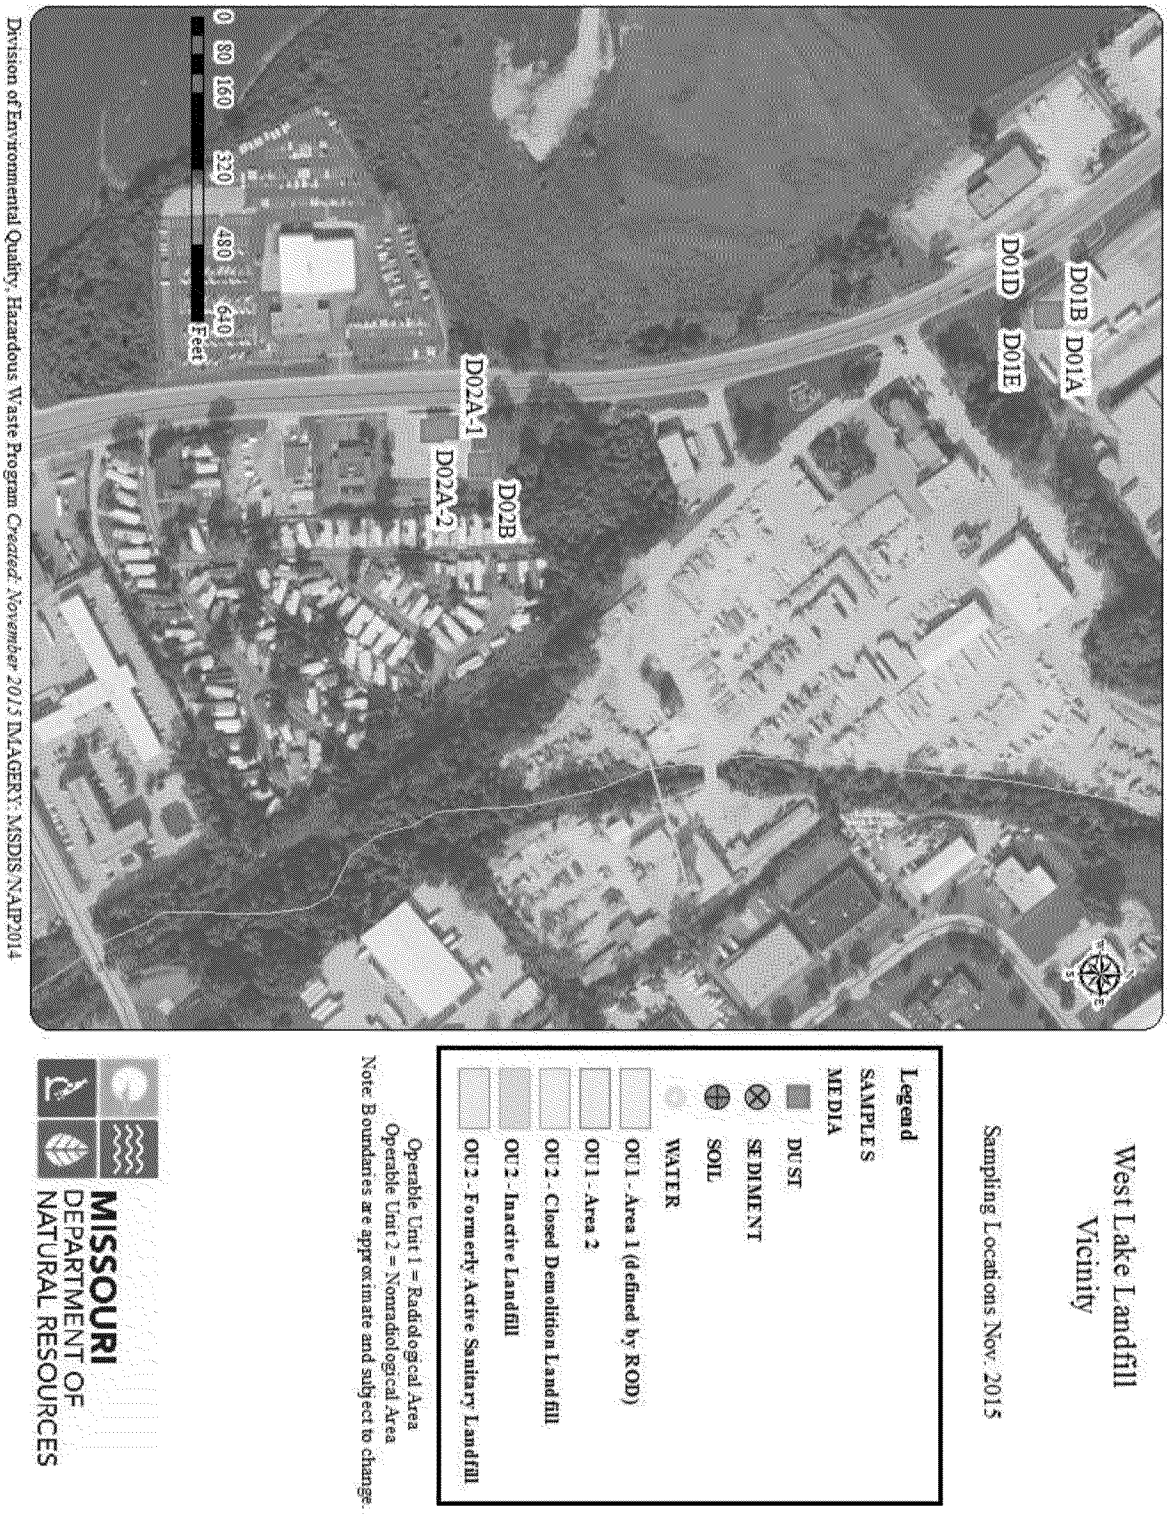 West Lake Landfill
Vicinity
Sampling Locations Nov. 2015
Legend
SAMPLES
MEDIA
DUST
SEDIMENT
SOIL
WATER
OU1 - Area 1 (defined by ROD)
OU1 - Area 2
OU2 - Closed Demolition Landfill
OU2 - Inactive Landfill
OU2 - Formerly Active Sanitary Landfill
Operable Unit 1 = Radiological Area
Operable Unit 2 = Nonradiological Area
Note: Boundaries are approximate and subject to change.
MISSOURI
DEPARTMENT OF
NATURAL RESOURCES
D01B
D01A
D01D
D01E
D02B
D02A-1
D02A-2
W
E
S
0 80 160 320 480 640
Feet
Division of Environmental Quality, Hazardous Waste Program Created: November 2015 IMAGERY: MSDIS/NAIP2014